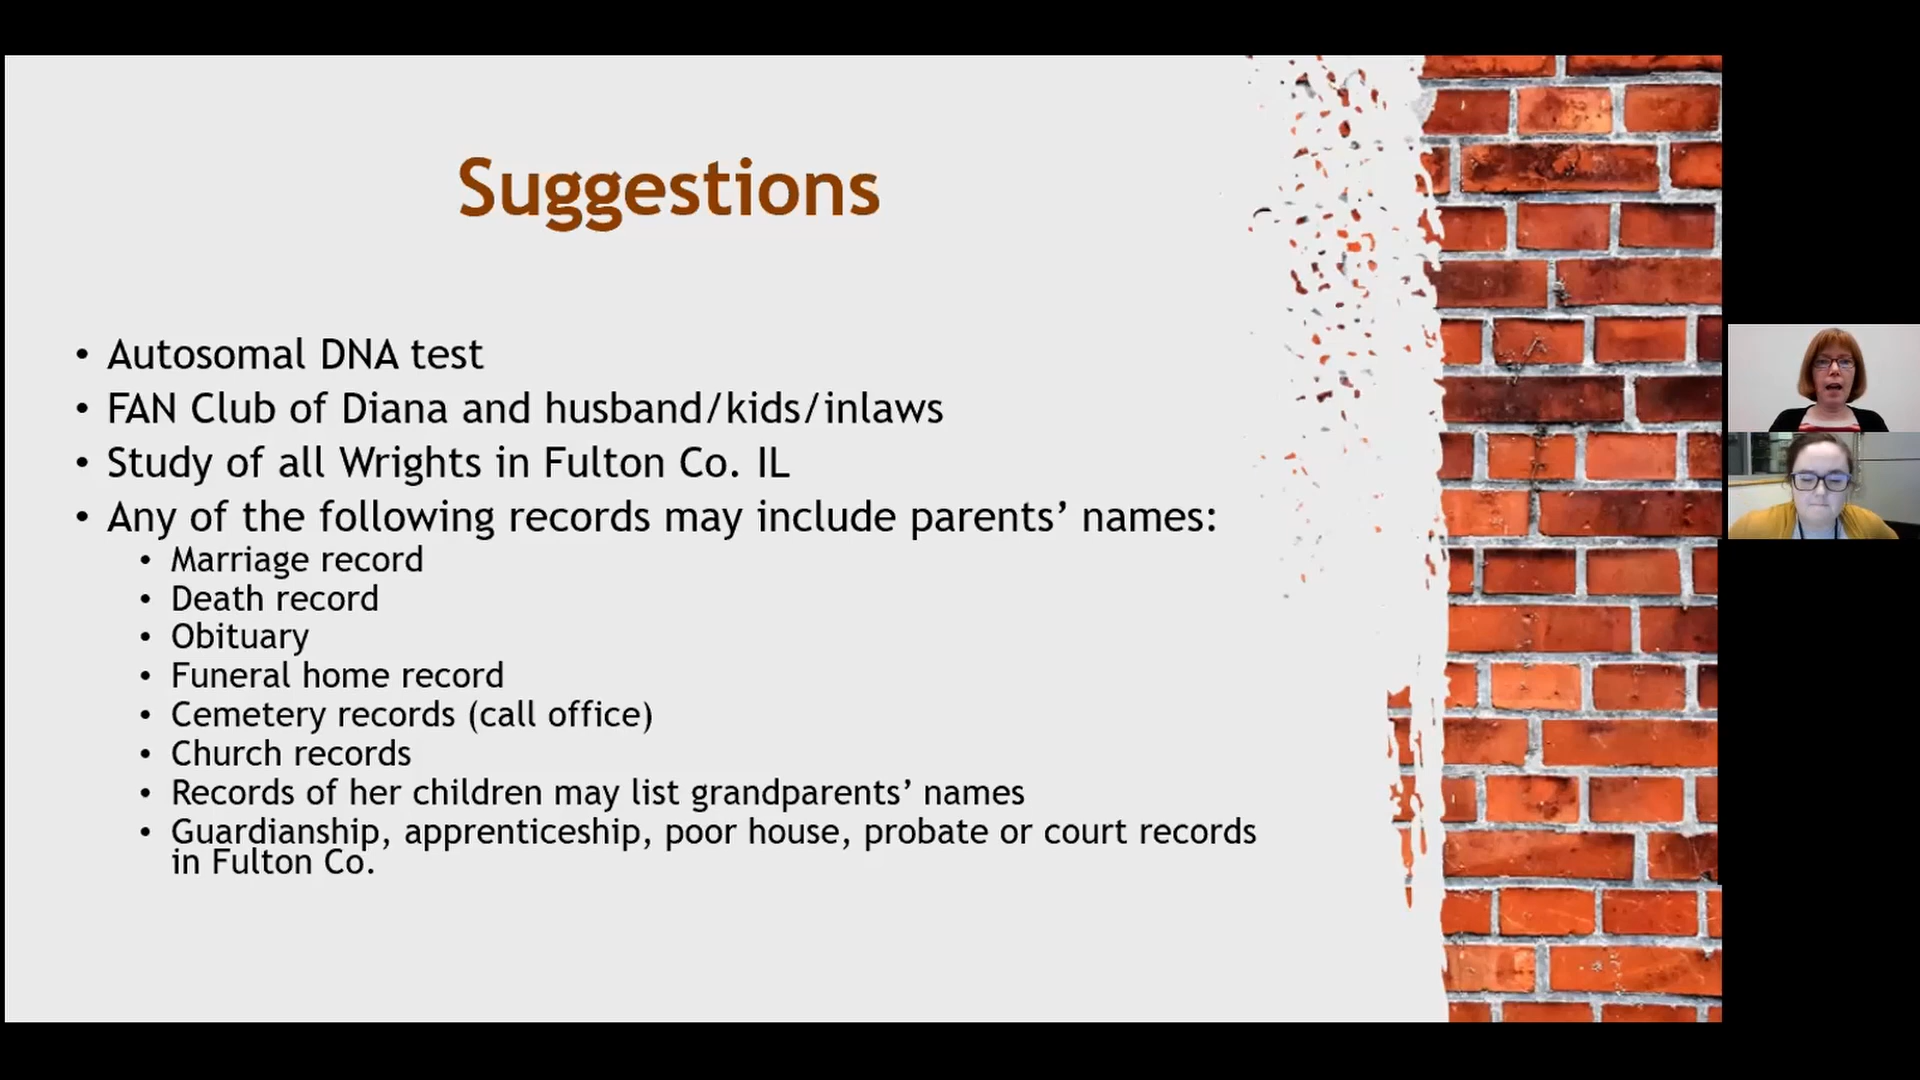 Suggestions
• Autosomal DNA test
• FAN Club of Diana and husband/kids/inlaws
• Study of all Wrights in Fulton Co. IL
• Any of the following records may include parents’ names:
• Marriage record
• Death record
• Obituary
• Funeral home record
• Cemetery records (call office)
• Church records
• Records of her children may list grandparents’ names
• Guardianship, apprenticeship, poor house, probate or court records
in Fulton Co.